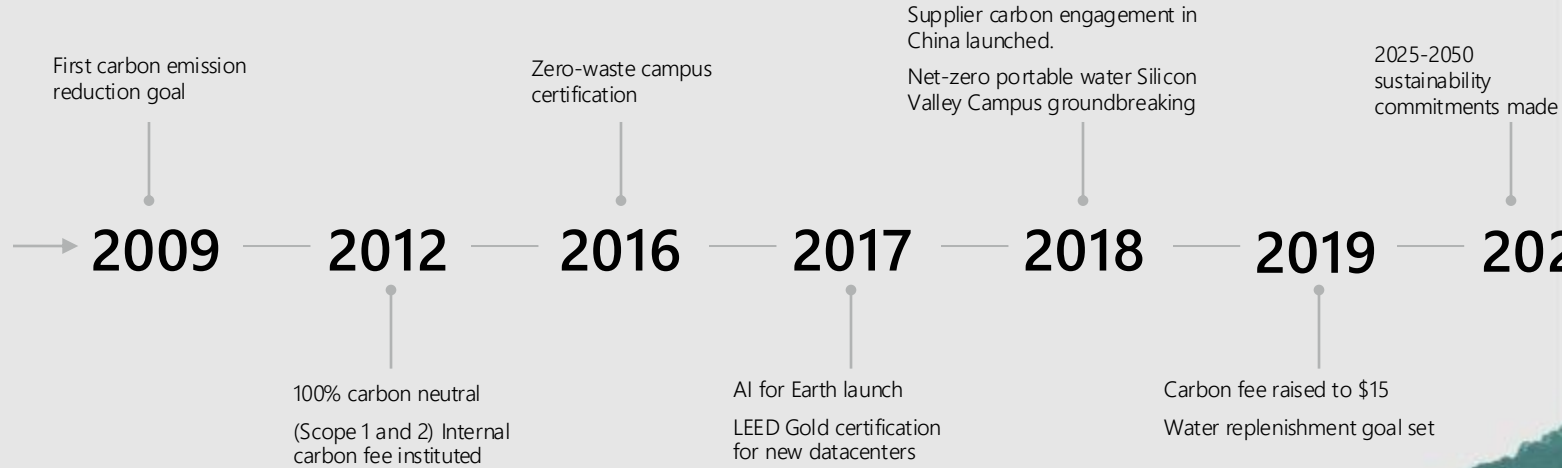 First carbon emission
reduction goal
Zero-waste campus
certification
Supplier carbon engagement in
China launched.
Net-zero portable water Silicon
Valley Campus groundbreaking
2025-2050
sustainability
commitments made
2009
2012
2016
2017
2018
2019
100% carbon neutral
(Scope 1 and 2) Internal
carbon fee instituted
AI for Earth launch
LEED Gold certification
for new datacenters
Carbon fee raised to $15
Water replenishment goal set